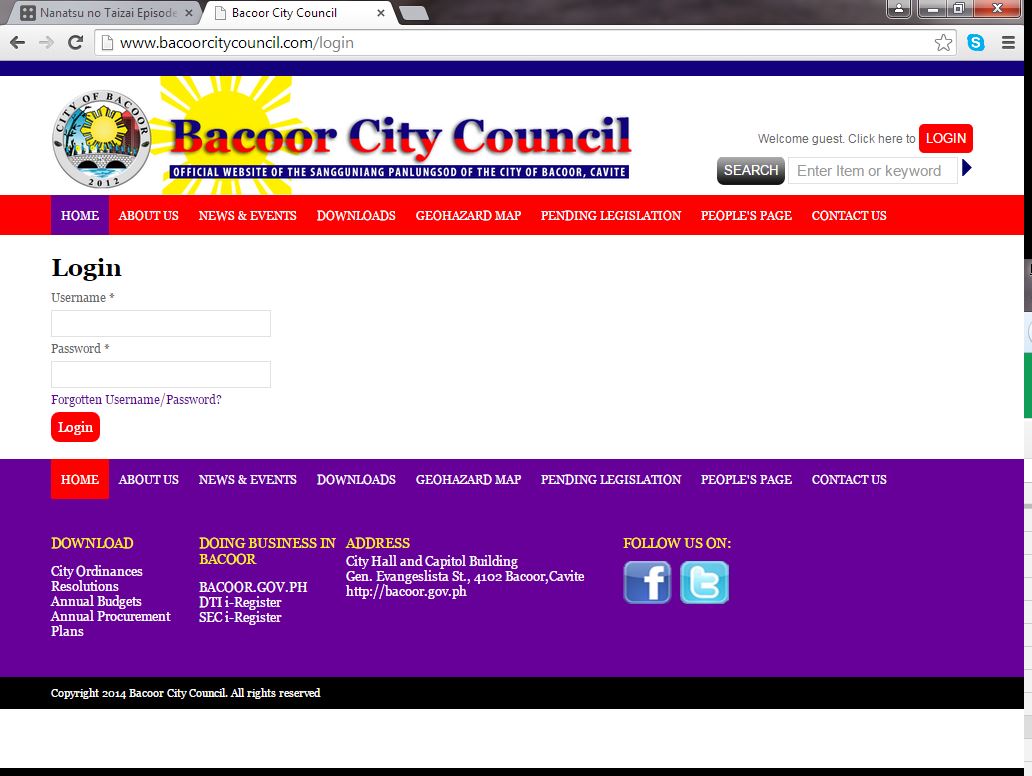 Nanatsu no Taizai Episode
Bacoor City Council
www.bacoorcitycouncil.com/login
CITY OF BACOOR
2012
Bacoor City Council
OFFICIAL WEBSITE OF THE SANGGUNIANG PANLUNGSOD OF THE CITY OF BACOOR, CAVITE
Welcome guest. Click here to LOGIN
SEARCH Enter Item or keyword
HOME ABOUT US NEWS & EVENTS DOWNLOADS GEOHAZARD MAP PENDING LEGISLATION PEOPLE'S PAGE CONTACT US
Login
Username *
Password *
Forgotten Username/Password?
Login
HOME ABOUT US NEWS & EVENTS DOWNLOADS GEOHAZARD MAP PENDING LEGISLATION PEOPLE'S PAGE CONTACT US
DOWNLOAD
City Ordinances
Resolutions
Annual Budgets
Annual Procurement
Plans
DOING BUSINESS IN
BACOOR
BACOOR.GOV.PH
DTI i-Register
SEC i-Register
ADDRESS
City Hall and Capitol Building
Gen. Evangeslista St., 4102 Bacoor,Cavite
http://bacoor.gov.ph
FOLLOW US ON:
Copyright 2014 Bacoor City Council. All rights reserved